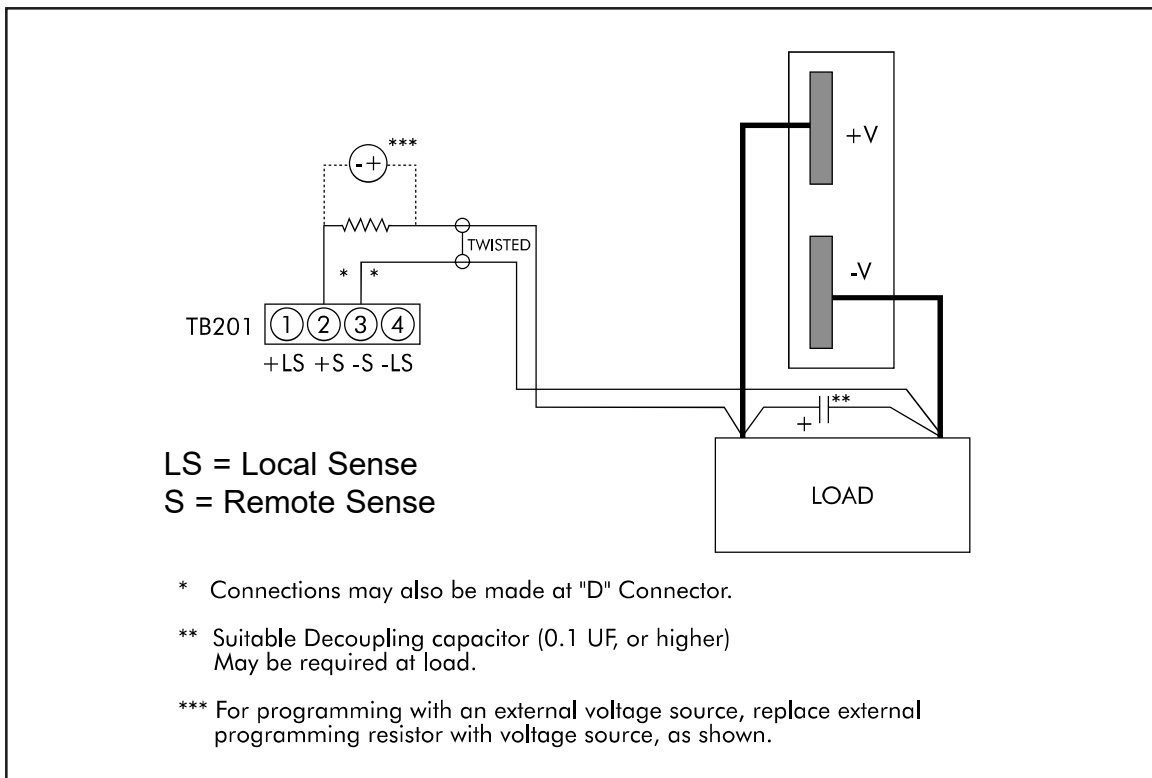 ***
- +
+V
TWISTED
* *
-V
TB201 1 2 3 4
+LS +S -S -LS
**
+
LS = Local Sense
S = Remote Sense
LOAD
* Connections may also be made at "D" Connector.
** Suitable Decoupling capacitor (0.1 UF, or higher)
May be required at load.
*** For programming with an external voltage source, replace external
programming resistor with voltage source, as shown.